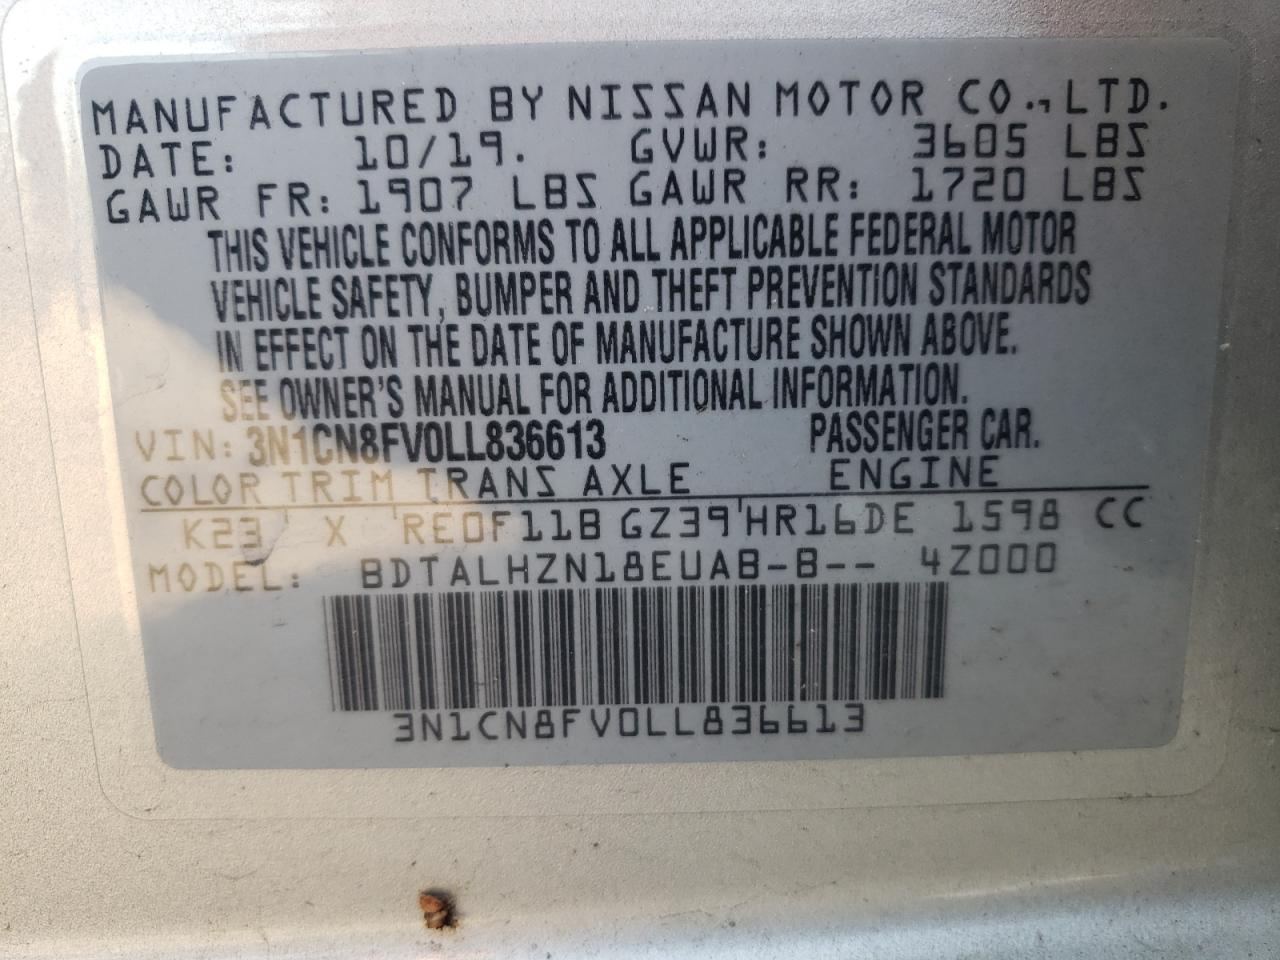 MANUFACTURED BY NISSAN MOTOR CO., LTD.
DATE: 10/19. GVWR: 3605 LBS
GAWR FR: 1907 LBS GAWR RR: 1720 LBS
THIS VEHICLE CONFORMS TO ALL APPLICABLE FEDERAL MOTOR
VEHICLE SAFETY, BUMPER AND THEFT PREVENTION STANDARDS
IN EFFECT ON THE DATE OF MANUFACTURE SHOWN ABOVE.
SEE OWNER'S MANUAL FOR ADDITIONAL INFORMATION.
VIN: 3N1CN8FV0LL836613 PASSENGER CAR.
COLOR TRIM TRANS AXLE ENGINE
K23 X RE0F11B GZ39 HR16DE 1598 CC
MODEL: BDTALHZN18EUAB-B-- 4Z000
3N1CN8FV0LL836613